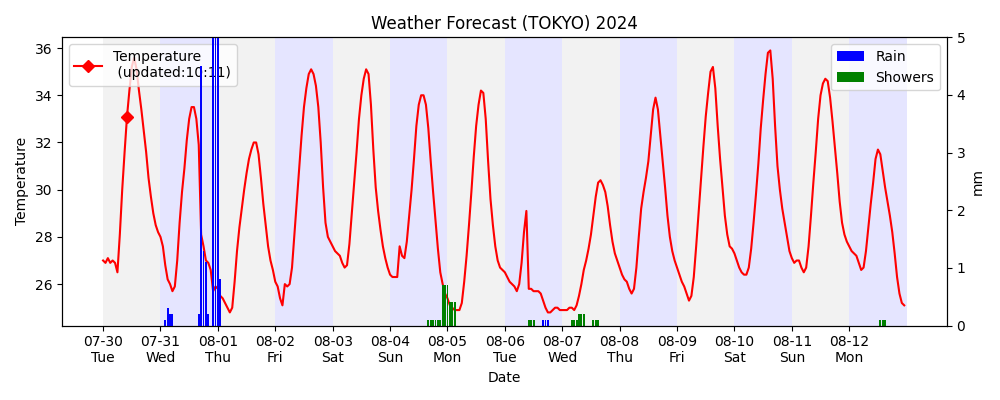 Weather Forecast (TOKYO) 2024
Temperature
(updated:10:11)
Rain
Showers
Temperature
36
34
32
30
28
26
5
4
3
2
1
0
mm
07-30 07-31 08-01 08-02 08-03 08-04 08-05 08-06 08-07 08-08 08-09 08-10 08-11 08-12
Tue Wed Thu Fri Sat Sun Mon Tue Wed Thu Fri Sat Sun Mon
Date